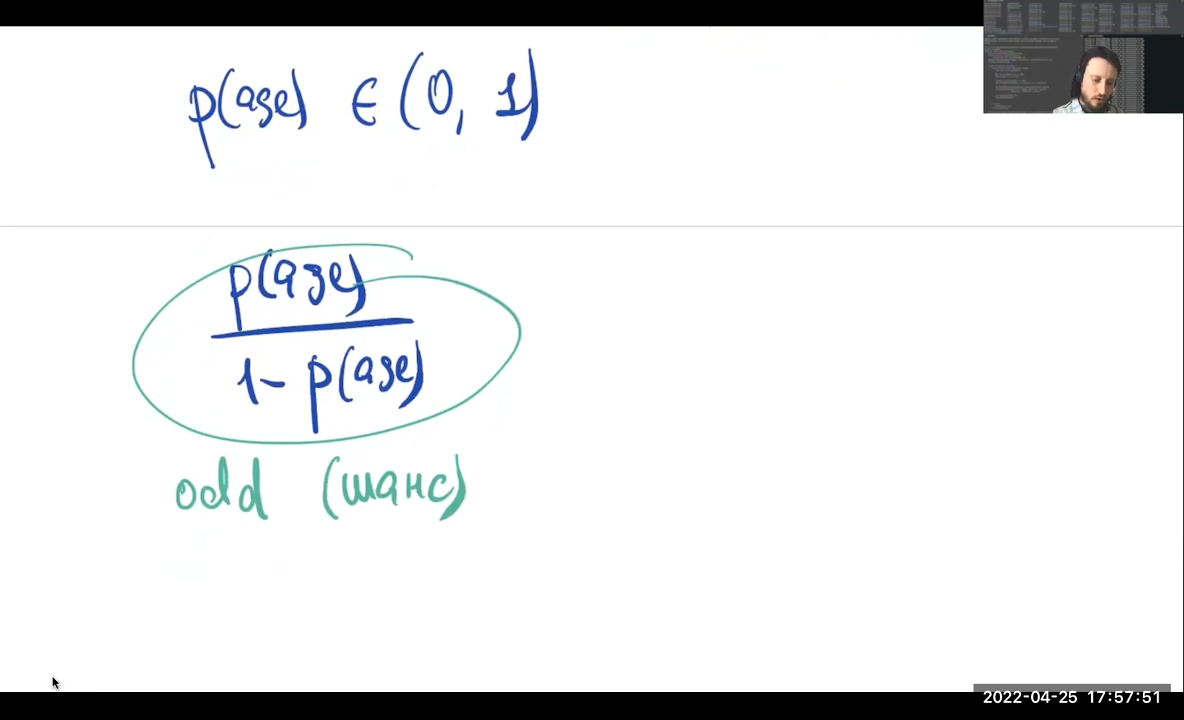 p(age) ∈ (0, 1)
p(age)
1- p(age)
odd (шанс)
2022-04-25 17:57:51